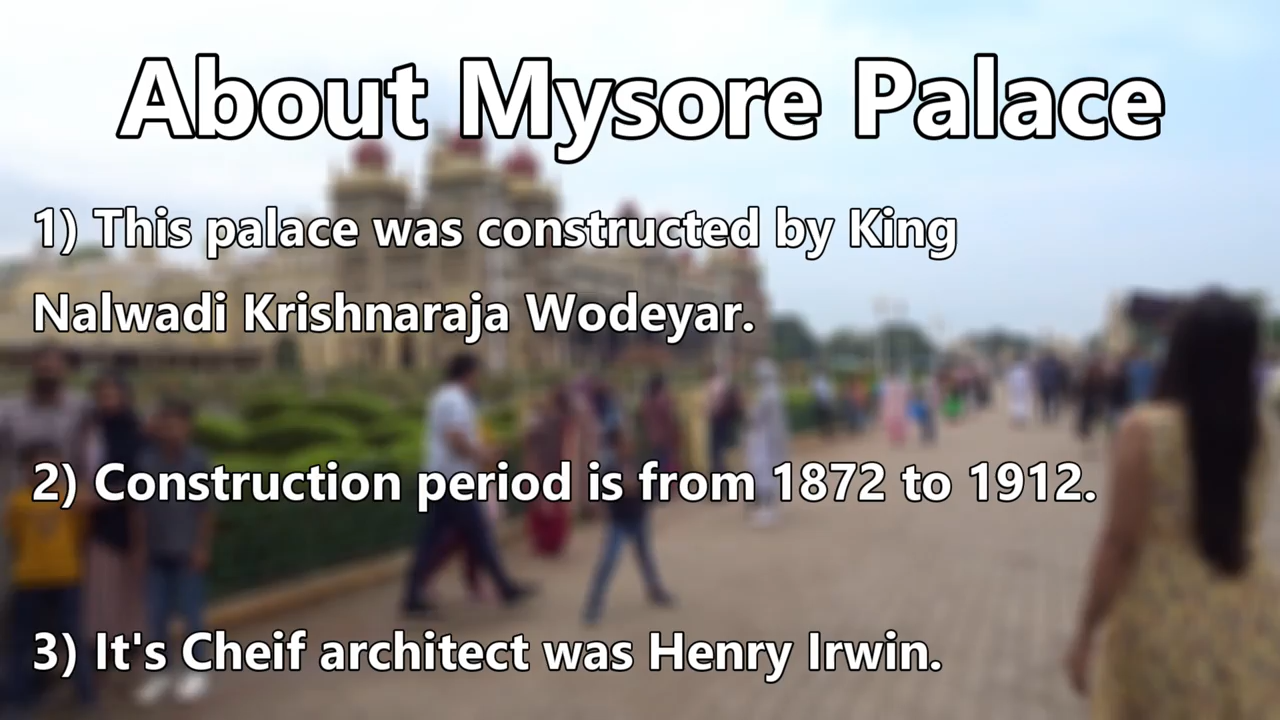 About Mysore Palace
1) This palace was constructed by King
Nalwadi Krishnaraja Wodeyar.
2) Construction period is from 1872 to 1912.
3) It's Cheif architect was Henry Irwin.